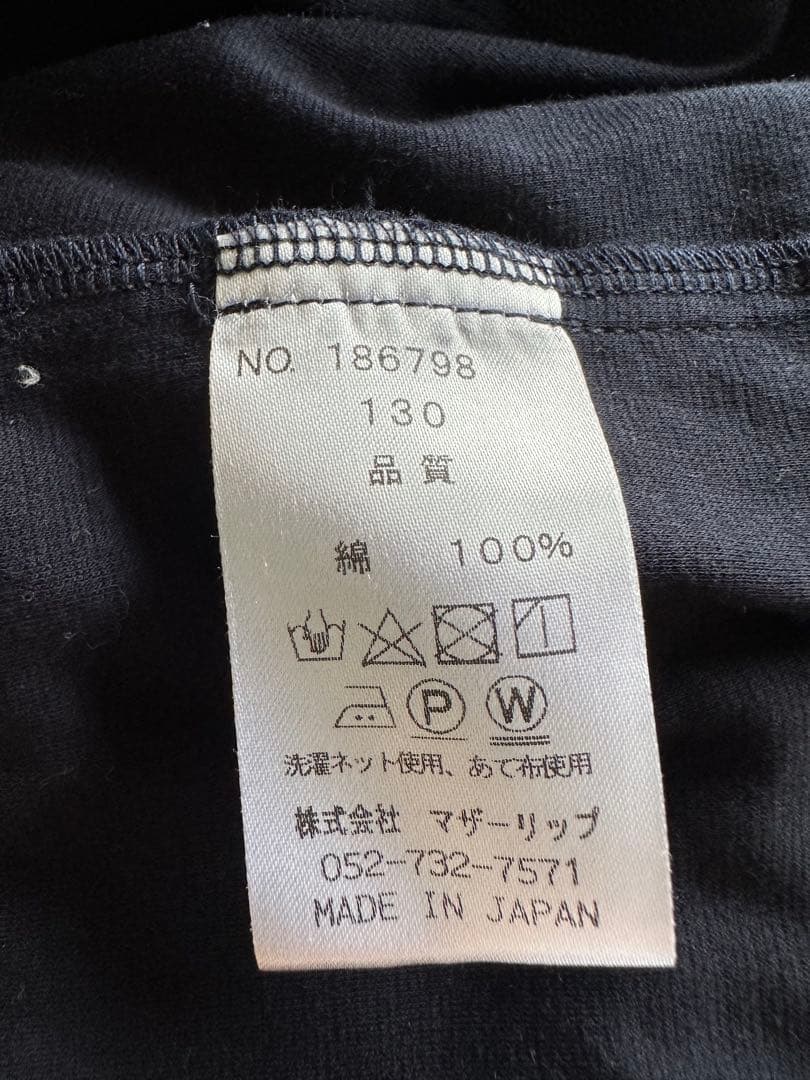 NO. 186798
130
品質
綿 100%
P W
洗濯ネット使用、あて布使用
株式会社 マザーリップ
052-732-7571
MADE IN JAPAN